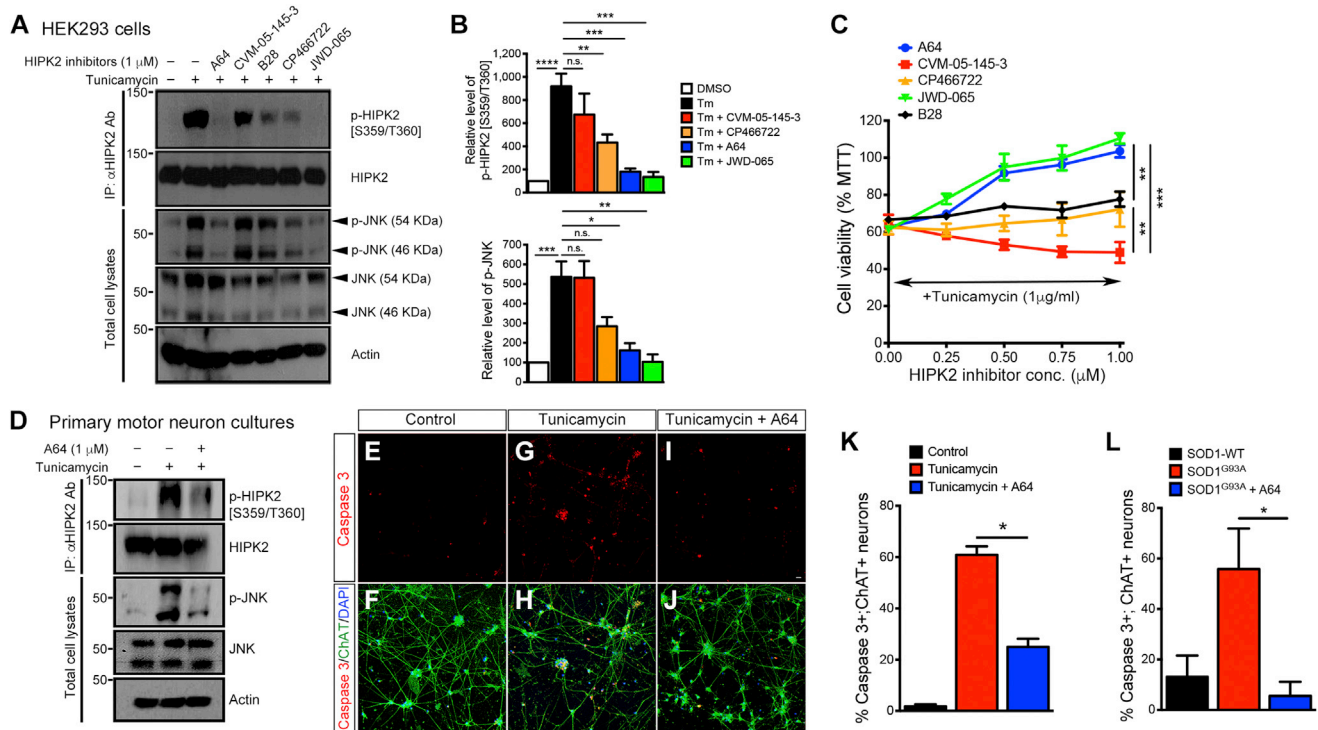 A HEK293 cells
HIPK2 inhibitors (1 μM)
A64
CVM-05-145-3
B28
CP466722
JWD-065
Tunicamycin
– – + + + + +
– + + + + + +
IP: αHIPK2 Ab
150
p-HIPK2
[S359/T360]
150
HIPK2
Total cell lysates
50
p-JNK (54 KDa)
p-JNK (46 KDa)
50
JNK (54 KDa)
JNK (46 KDa)
50
Actin
B
Relative level of
p-HIPK2 [S359/T360]
1,200
1,000
800
600
400
200
0
***
***
**
****
n.s.
DMSO
Tm
Tm + CVM-05-145-3
Tm + CP466722
Tm + A64
Tm + JWD-065
Relative level of p-JNK
700
600
500
400
300
200
100
0
**
*
n.s.
***
n.s.
C
A64
CVM-05-145-3
CP466722
JWD-065
B28
Cell viability (% MTT)
120
100
80
60
40
20
0
**
**
***
+Tunicamycin (1μg/ml)
0.00 0.25 0.50 0.75 1.00
HIPK2 inhibitor conc. (μM)
D Primary motor neuron cultures
A64 (1 μM)
– – +
Tunicamycin
– + +
IP: αHIPK2 Ab
150
p-HIPK2
[S359/T360]
150
HIPK2
Total cell lysates
50
p-JNK
50
JNK
50
Actin
Control
Tunicamycin
Tunicamycin + A64
Caspase 3
E
G
I
Caspase 3/ChAT/DAPI
F
H
J
K
Control
Tunicamycin
Tunicamycin + A64
% Caspase 3+;ChAT+ neurons
80
60
40
20
0
*
L
SOD1-WT
SOD1G93A
SOD1G93A + A64
% Caspase 3+; ChAT+ neurons
80
60
40
20
0
*